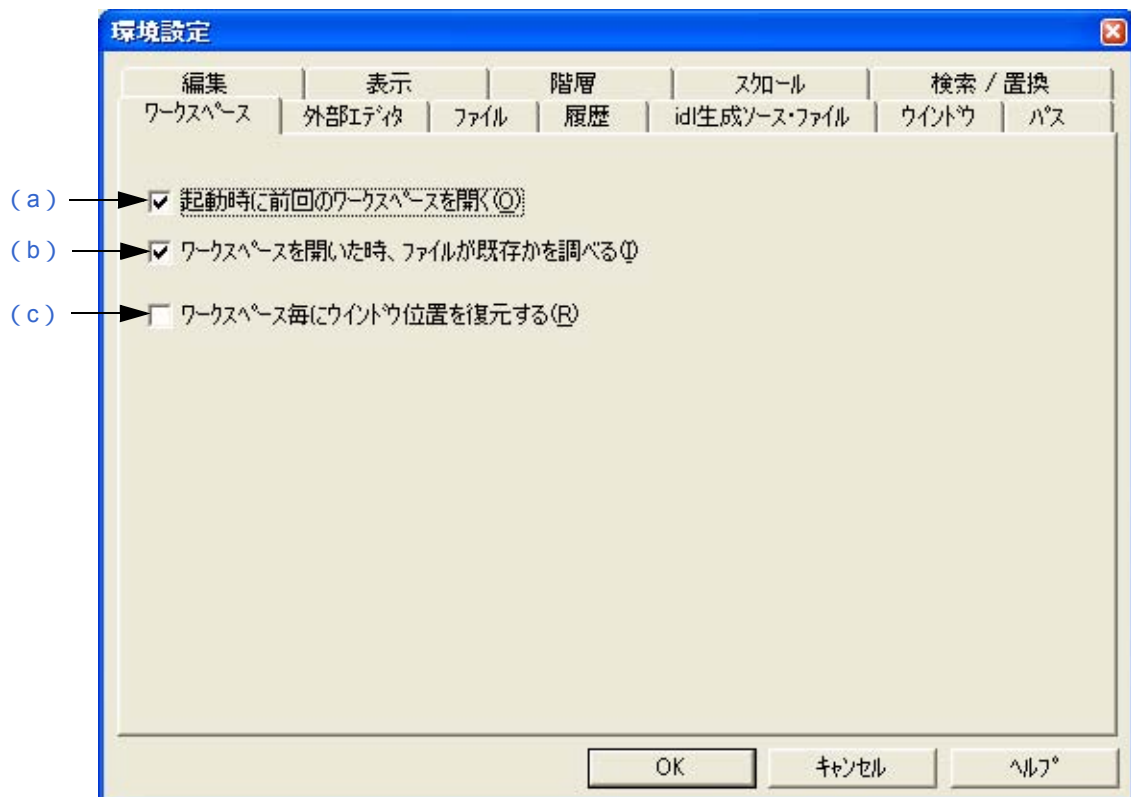 環境設定
編集 表示 階層 スクロール 検索 / 置換
ワークスペース 外部エディタ ファイル 履歴 idl生成ソース・ファイル ウインドウ パス
(a) 起動時に前回のワークスペースを開く(O)
(b) ワークスペースを開いた時、ファイルが既存かを調べる(I)
(c) ワークスペース毎にウインドウ位置を復元する(R)
OK キャンセル ヘルプ